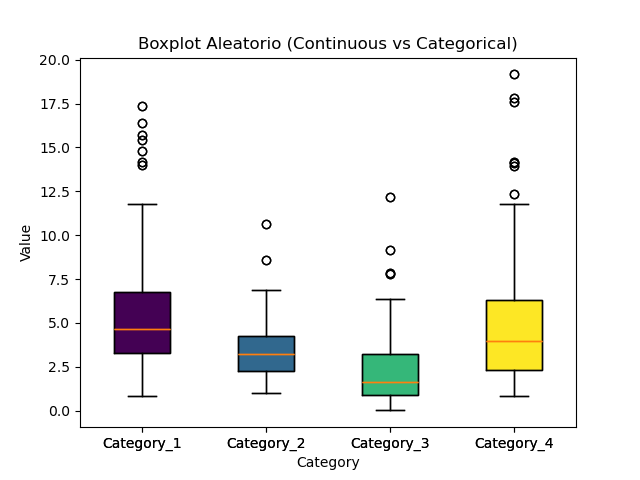 Boxplot Aleatorio (Continuous vs Categorical)
20.0
17.5
15.0
12.5
10.0
7.5
5.0
2.5
0.0
Value
Category_1 Category_2 Category_3 Category_4
Category